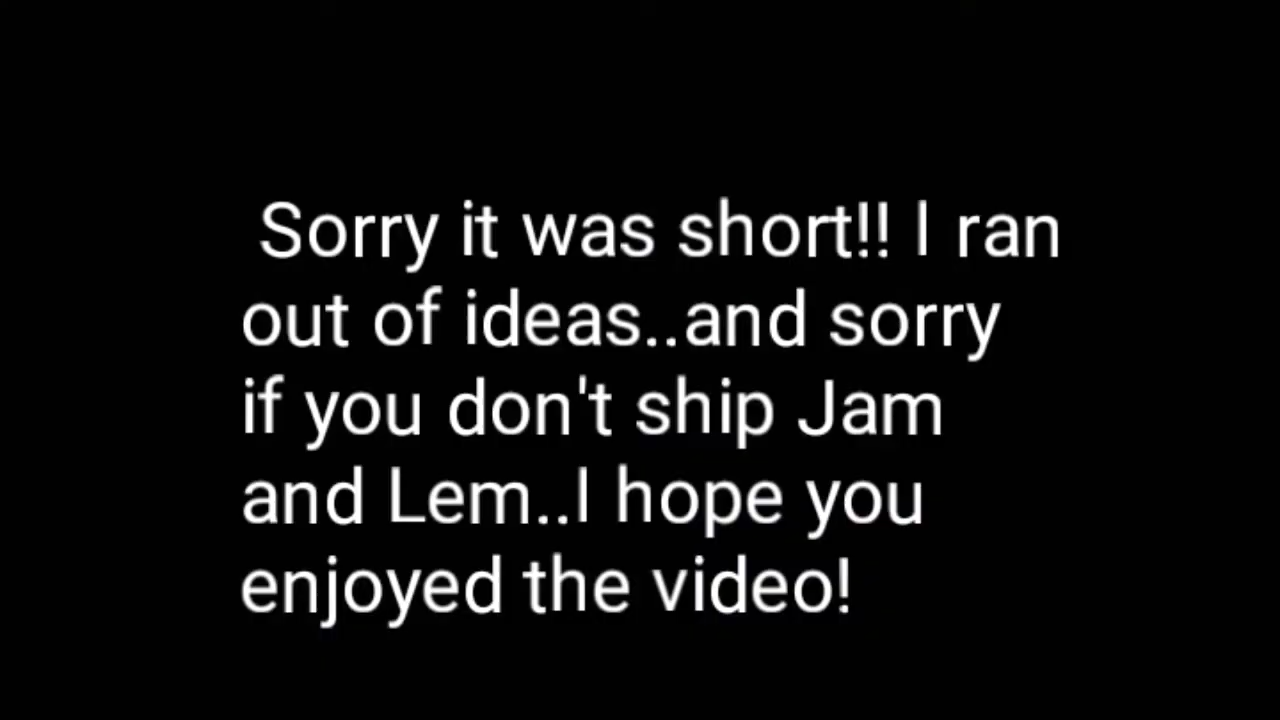 Sorry it was short!! I ran
out of ideas..and sorry
if you don't ship Jam
and Lem..I hope you
enjoyed the video!